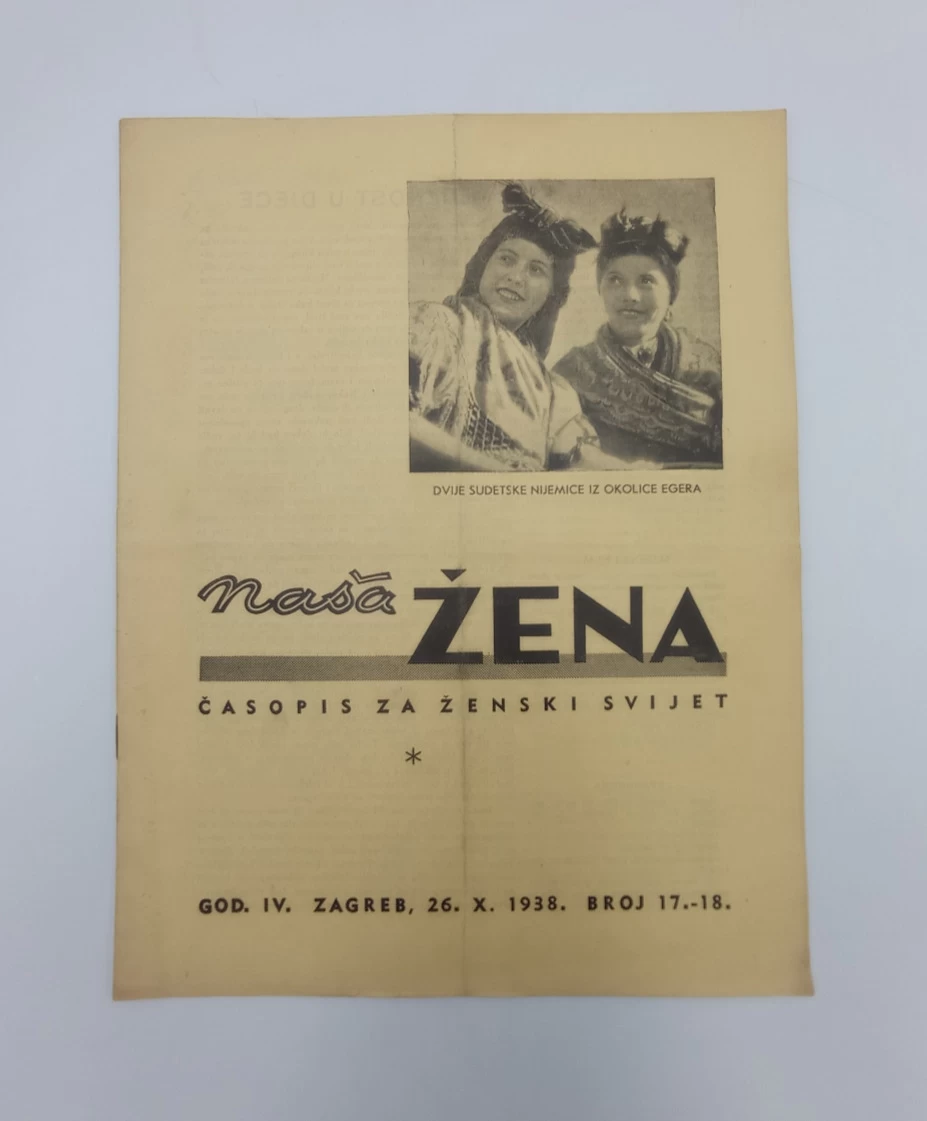 DVIJE SUDETSKE NIJEMICE IZ OKOLICE EGERA
naša ŽENA
ČASOPIS ZA ŽENSKI SVIJET
*
GOD. IV. ZAGREB, 26. X. 1938. BROJ 17.-18.